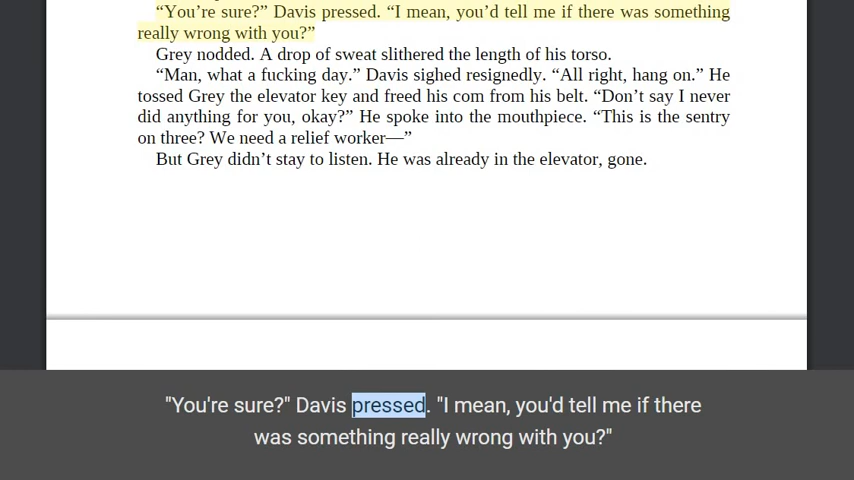 “You’re sure?” Davis pressed. “I mean, you’d tell me if there was something
really wrong with you?”
Grey nodded. A drop of sweat slithered the length of his torso.
“Man, what a fucking day.” Davis sighed resignedly. “All right, hang on.” He
tossed Grey the elevator key and freed his com from his belt. “Don’t say I never
did anything for you, okay?” He spoke into the mouthpiece. “This is the sentry
on three? We need a relief worker—”
But Grey didn’t stay to listen. He was already in the elevator, gone.
"You're sure?" Davis pressed. "I mean, you'd tell me if there
was something really wrong with you?"